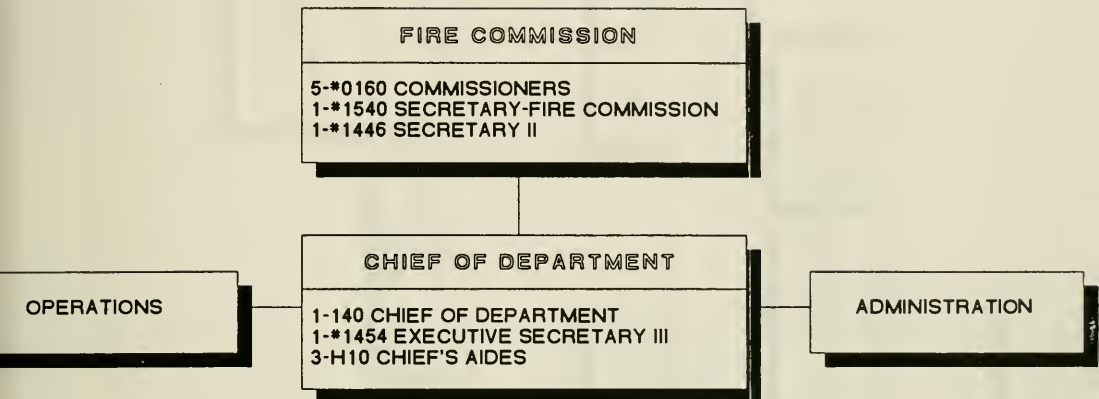 FIRE COMMISSION
5-*0160 COMMISSIONERS
1-*1540 SECRETARY-FIRE COMMISSION
1-*1446 SECRETARY II
CHIEF OF DEPARTMENT
1-140 CHIEF OF DEPARTMENT
1-*1454 EXECUTIVE SECRETARY III
3-H10 CHIEF'S AIDES
OPERATIONS
ADMINISTRATION